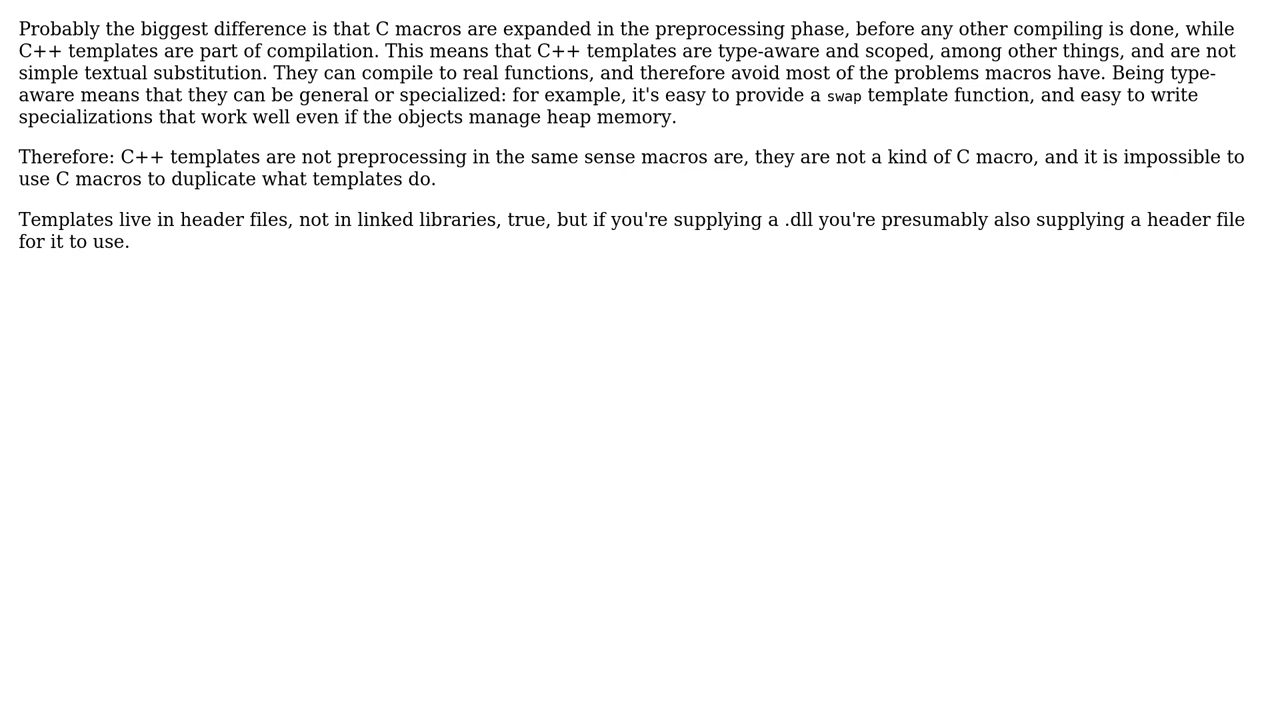 Probably the biggest difference is that C macros are expanded in the preprocessing phase, before any other compiling is done, while
C++ templates are part of compilation. This means that C++ templates are type-aware and scoped, among other things, and are not
simple textual substitution. They can compile to real functions, and therefore avoid most of the problems macros have. Being type-
aware means that they can be general or specialized: for example, it's easy to provide a swap template function, and easy to write
specializations that work well even if the objects manage heap memory.
Therefore: C++ templates are not preprocessing in the same sense macros are, they are not a kind of C macro, and it is impossible to
use C macros to duplicate what templates do.
Templates live in header files, not in linked libraries, true, but if you're supplying a .dll you're presumably also supplying a header file
for it to use.